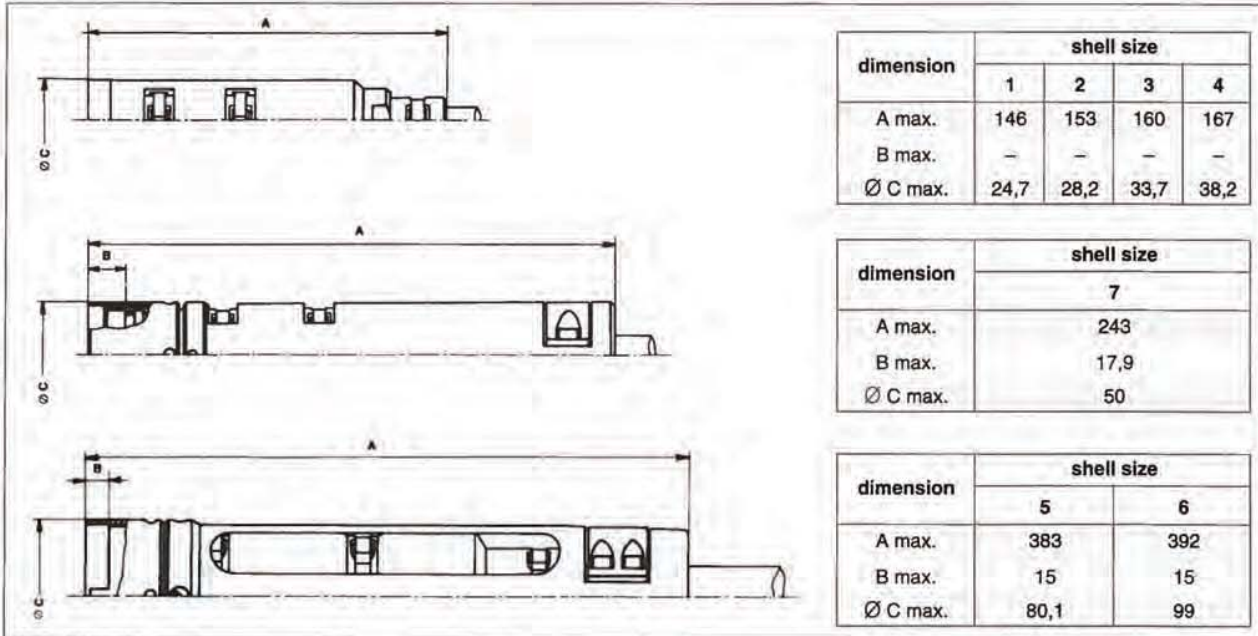 A
Ø C
dimension shell size
1 2 3 4
A max. 146 153 160 167
B max. – – – –
Ø C max. 24,7 28,2 33,7 38,2
A
B
Ø C
dimension shell size
7
A max. 243
B max. 17,9
Ø C max. 50
A
B
Ø C
dimension shell size
5 6
A max. 383 392
B max. 15 15
Ø C max. 80,1 99